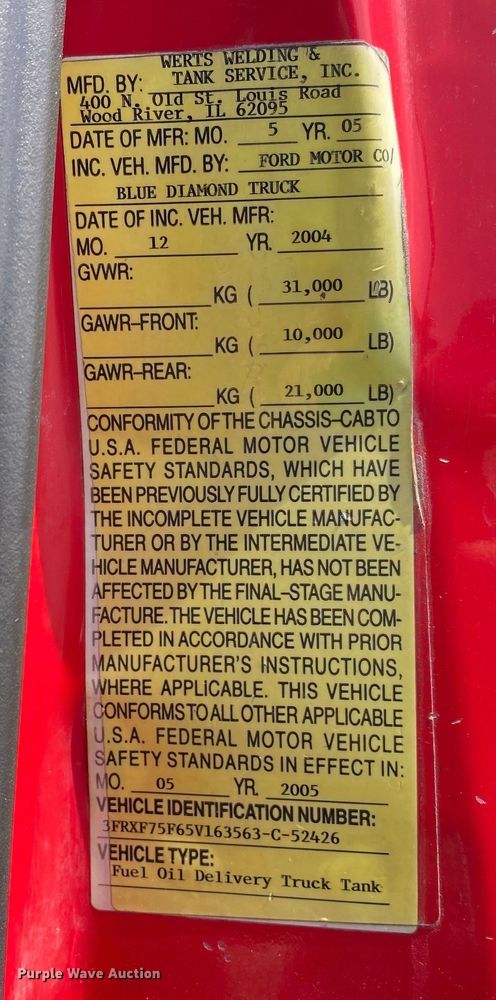 WERTS WELDING &
MFD. BY: TANK SERVICE, INC.
400 N. Old St. Louis Road
Wood River, IL 62095
DATE OF MFR: MO. 5 YR. 05
INC. VEH. MFD. BY: FORD MOTOR CO/
BLUE DIAMOND TRUCK
DATE OF INC. VEH. MFR:
MO. 12 YR. 2004
GVWR:
KG ( 31,000 LB)
GAWR-FRONT:
KG ( 10,000 LB)
GAWR-REAR:
KG ( 21,000 LB)
CONFORMITY OF THE CHASSIS-CAB TO
U.S.A. FEDERAL MOTOR VEHICLE
SAFETY STANDARDS, WHICH HAVE
BEEN PREVIOUSLY FULLY CERTIFIED BY
THE INCOMPLETE VEHICLE MANUFAC-
TURER OR BY THE INTERMEDIATE VE-
HICLE MANUFACTURER, HAS NOT BEEN
AFFECTED BY THE FINAL-STAGE MANU-
FACTURE. THE VEHICLE HAS BEEN COM-
PLETED IN ACCORDANCE WITH PRIOR
MANUFACTURER'S INSTRUCTIONS,
WHERE APPLICABLE. THIS VEHICLE
CONFORMS TO ALL OTHER APPLICABLE
U.S.A. FEDERAL MOTOR VEHICLE
SAFETY STANDARDS IN EFFECT IN:
MO. 05 YR. 2005
VEHICLE IDENTIFICATION NUMBER:
3FRXF75F65V163563-C-52426
VEHICLE TYPE:
Fuel Oil Delivery Truck Tank
Purple Wave Auction